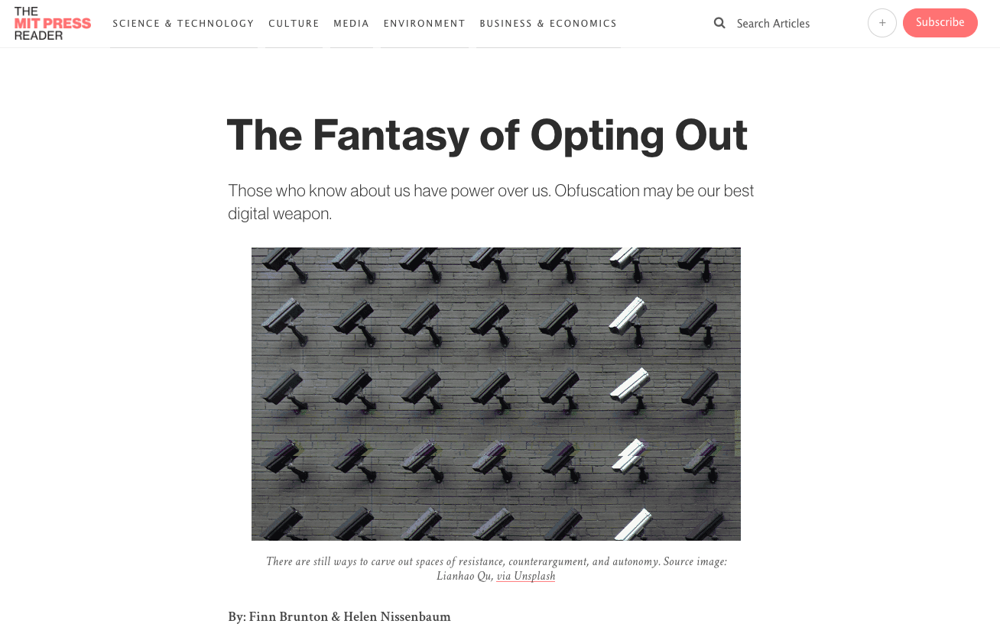 THE
MIT PRESS
READER
SCIENCE & TECHNOLOGY CULTURE MEDIA ENVIRONMENT BUSINESS & ECONOMICS
Search Articles
+
Subscribe
The Fantasy of Opting Out
Those who know about us have power over us. Obfuscation may be our best
digital weapon.
There are still ways to carve out spaces of resistance, counterargument, and autonomy. Source image:
Lianhao Qu, via Unsplash
By: Finn Brunton & Helen Nissenbaum